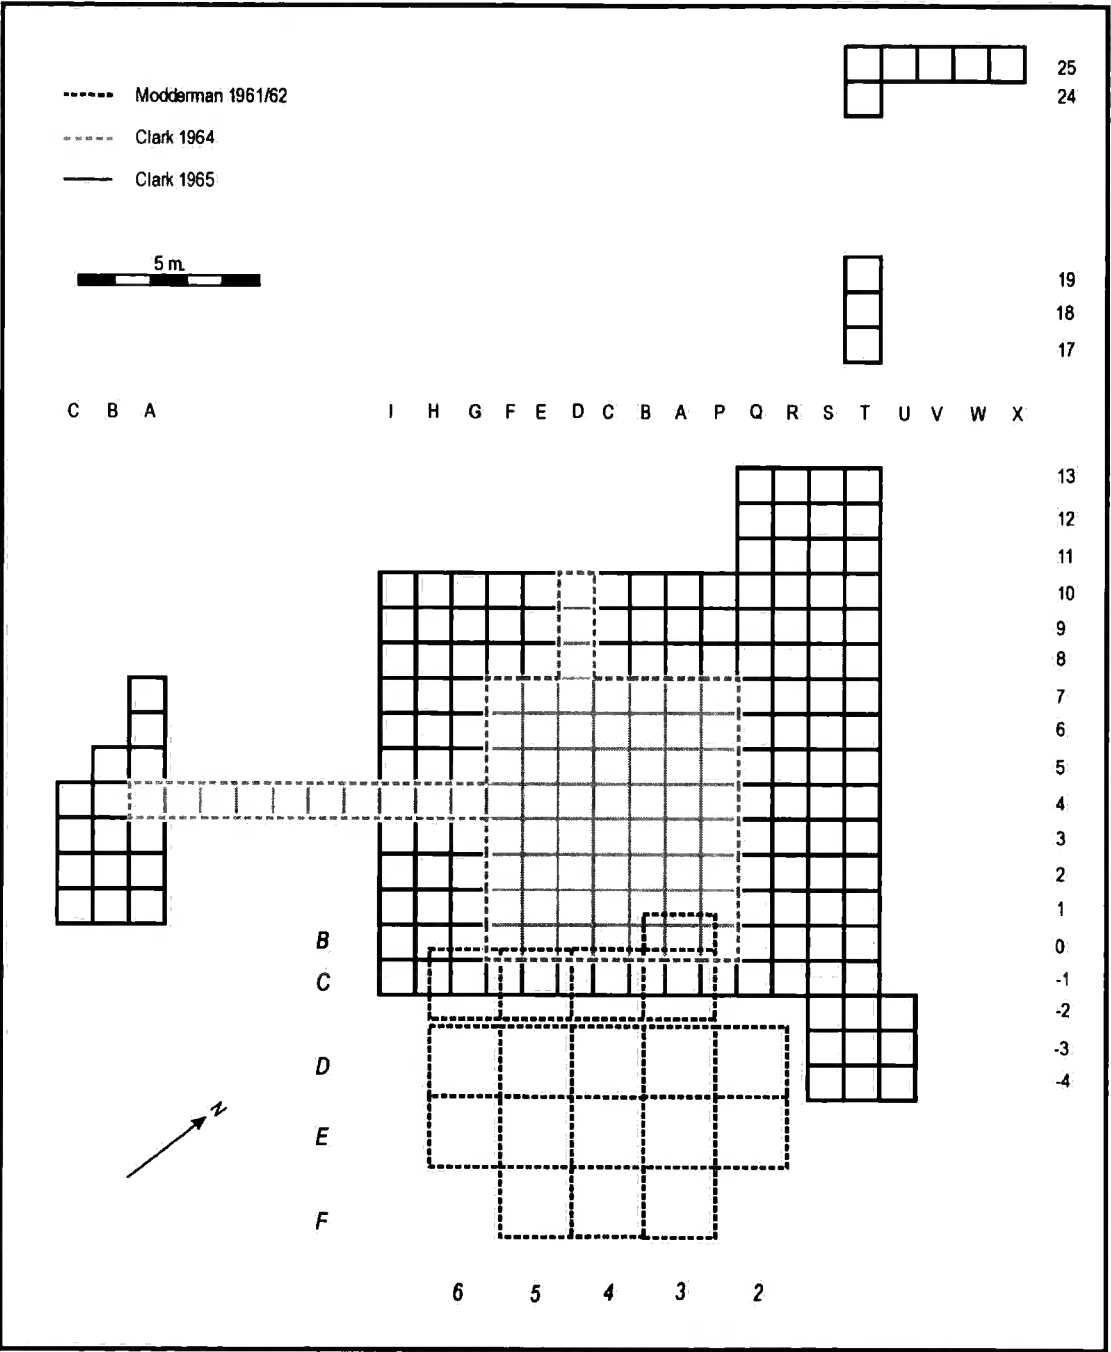 25
Modderman 1961/62
24
Clark 1964
Clark 1965
5 m.
19
18
17
C B A I H G F E D C B A P Q R S T U V W X
13
12
11
10
9
8
7
6
5
4
3
2
1
B 0
C -1
-2
D -3
-4
N
E
F
6 5 4 3 2